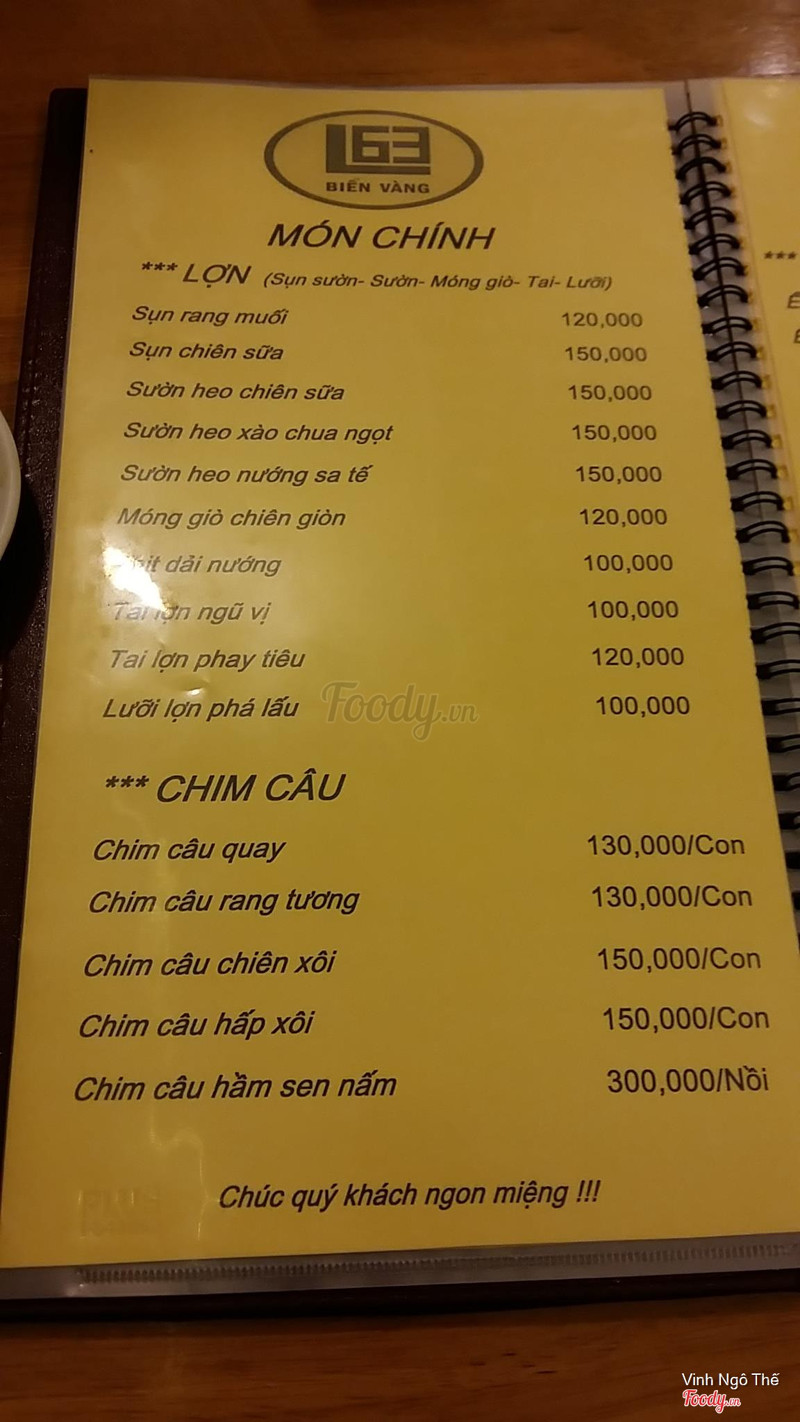 L63
BIỂN VÀNG
MÓN CHÍNH
*** LỢN (Sụn sườn- Sườn- Móng giò- Tai- Lưỡi)
Sụn rang muối 120,000
Sụn chiên sữa 150,000
Sườn heo chiên sữa 150,000
Sườn heo xào chua ngọt 150,000
Sườn heo nướng sa tế 150,000
Móng giò chiên giòn 120,000
dải nướng 100,000
Tai lợn ngũ vị 100,000
Tai lợn phay tiêu 120,000
Lưỡi lợn phá lấu 100,000
Foody.vn
*** CHIM CÂU
Chim câu quay 130,000/Con
Chim câu rang tương 130,000/Con
Chim câu chiên xôi 150,000/Con
Chim câu hấp xôi 150,000/Con
Chim câu hầm sen nấm 300,000/Nồi
Chúc quý khách ngon miệng !!!
***
Vinh Ngô Thế
Foody.vn